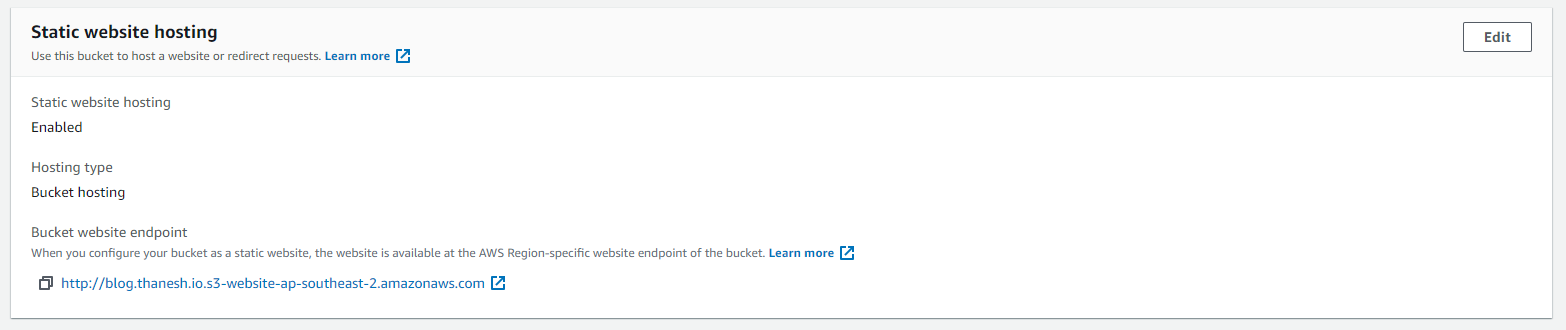 Static website hosting
Edit
Use this bucket to host a website or redirect requests. Learn more
Static website hosting
Enabled
Hosting type
Bucket hosting
Bucket website endpoint
When you configure your bucket as a static website, the website is available at the AWS Region-specific website endpoint of the bucket. Learn more
http://blog.thanesh.io.s3-website-ap-southeast-2.amazonaws.com